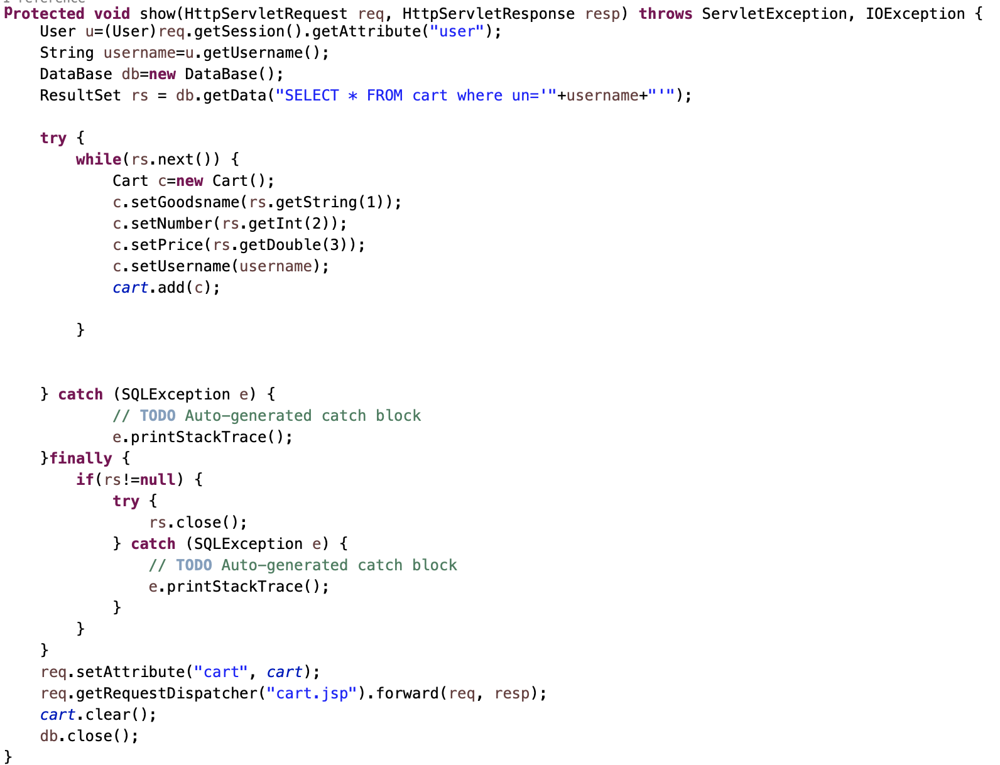 1 reference
Protected void show(HttpServletRequest req, HttpServletResponse resp) throws ServletException, IOException {
    User u=(User)req.getSession().getAttribute("user");
    String username=u.getUsername();
    DataBase db=new DataBase();
    ResultSet rs = db.getData("SELECT * FROM cart where un='"+username+"'");
    try {
        while(rs.next()) {
            Cart c=new Cart();
            c.setGoodsname(rs.getString(1));
            c.setNumber(rs.getInt(2));
            c.setPrice(rs.getDouble(3));
            c.setUsername(username);
            cart.add(c);
        }
    } catch (SQLException e) {
            // TODO Auto-generated catch block
            e.printStackTrace();
    }finally {
        if(rs!=null) {
            try {
                rs.close();
            } catch (SQLException e) {
                // TODO Auto-generated catch block
                e.printStackTrace();
            }
        }
    }
    req.setAttribute("cart", cart);
    req.getRequestDispatcher("cart.jsp").forward(req, resp);
    cart.clear();
    db.close();
}